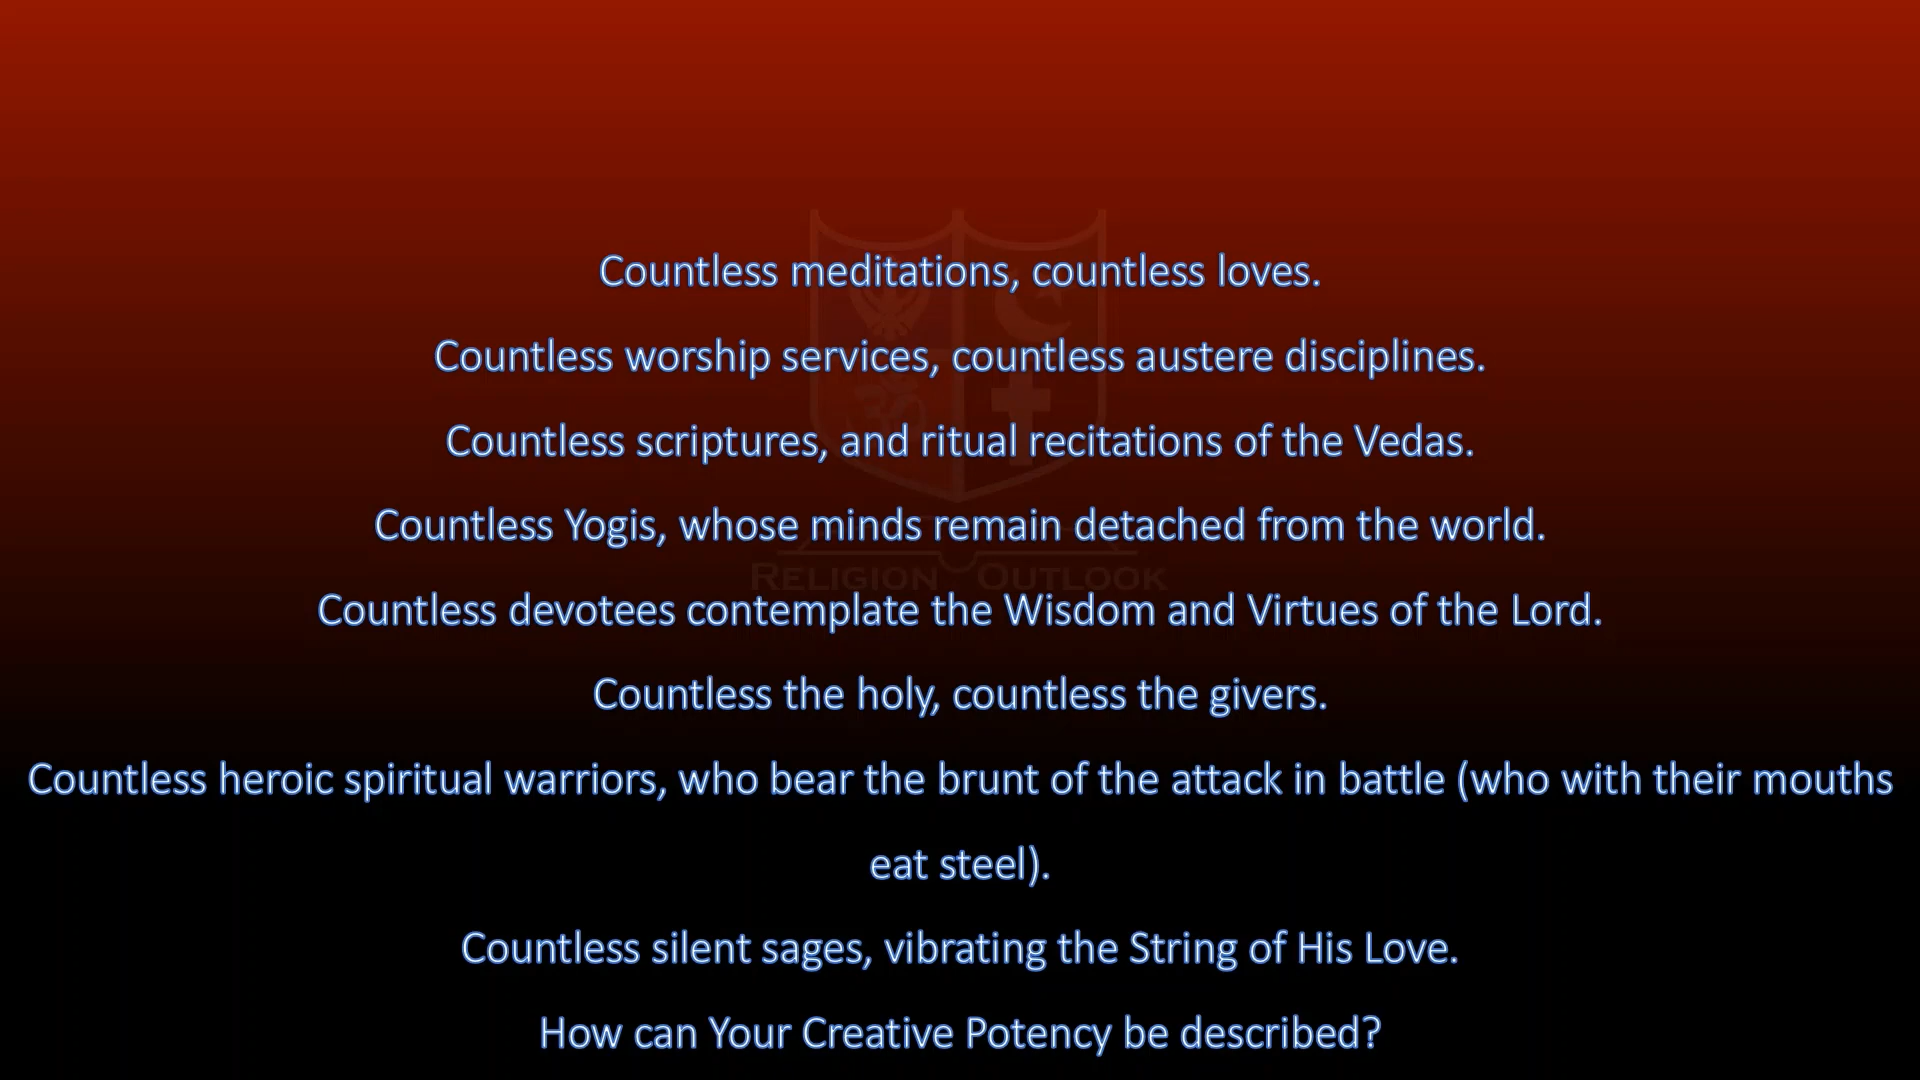 Countless meditations, countless loves.
Countless worship services, countless austere disciplines.
Countless scriptures, and ritual recitations of the Vedas.
Countless Yogis, whose minds remain detached from the world.
RELIGION OUTLOOK
Countless devotees contemplate the Wisdom and Virtues of the Lord.
Countless the holy, countless the givers.
Countless heroic spiritual warriors, who bear the brunt of the attack in battle (who with their mouths
eat steel).
Countless silent sages, vibrating the String of His Love.
How can Your Creative Potency be described?